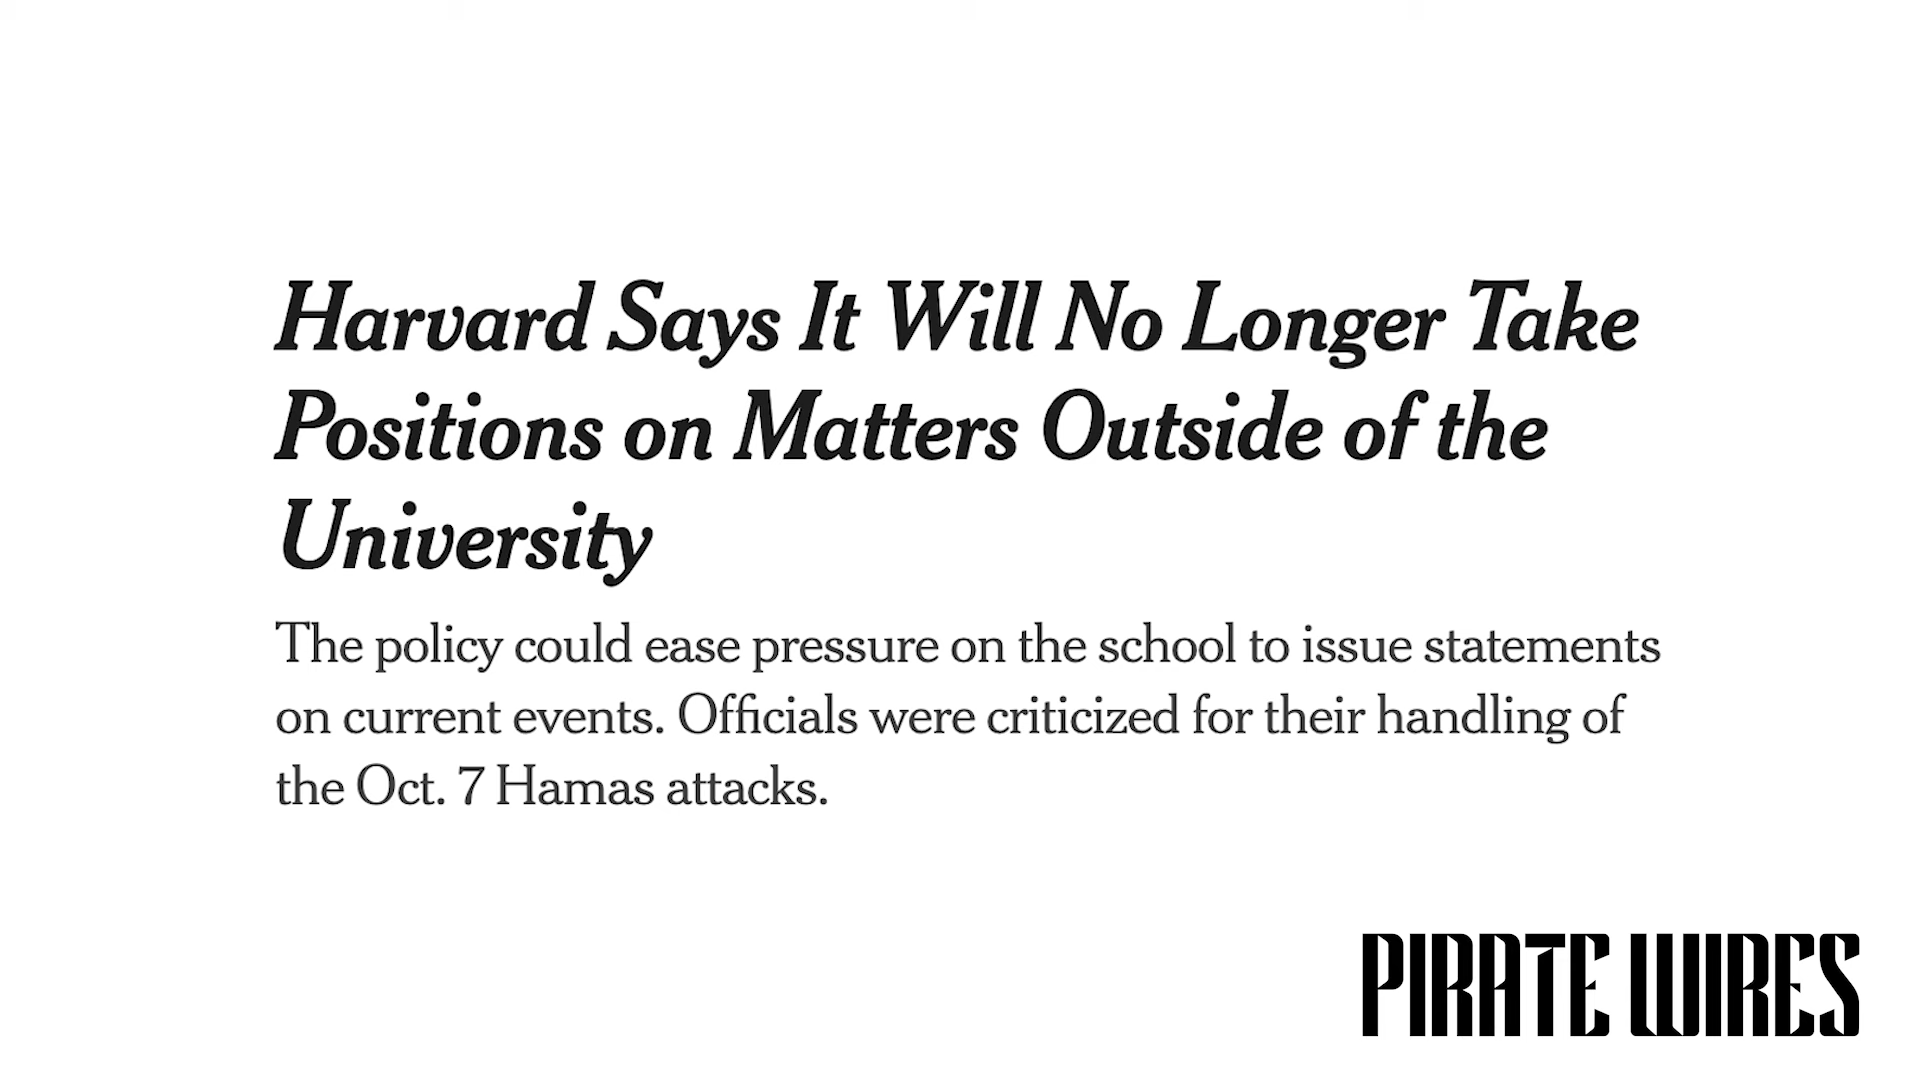 Harvard Says It Will No Longer Take
Positions on Matters Outside of the
University
The policy could ease pressure on the school to issue statements
on current events. Officials were criticized for their handling of
the Oct. 7 Hamas attacks.
PIRATE WIRES